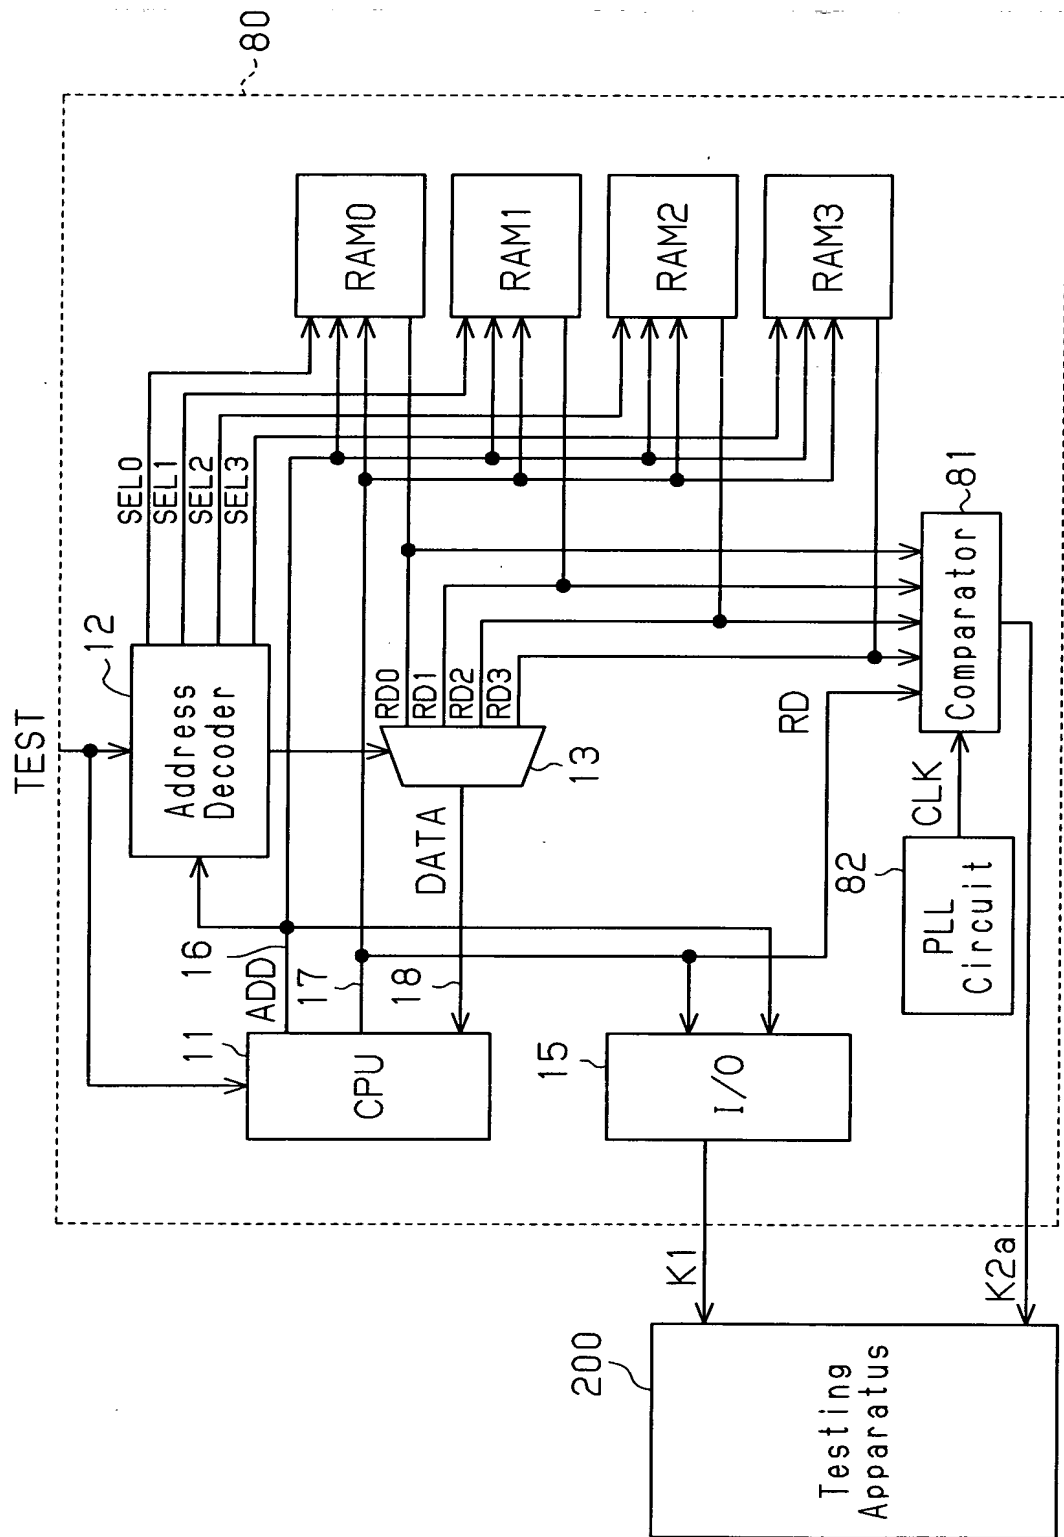 80
TEST
12
Address
Decoder
SEL0
SEL1
SEL2
SEL3
RAM0
RAM1
RAM2
RAM3
16
ADD
17
11
CPU
18
DATA
RD0
RD1
RD2
RD3
13
15
I/O
RD
81
Comparator
CLK
82
PLL
Circuit
K1
K2a
200
Testing
Apparatus